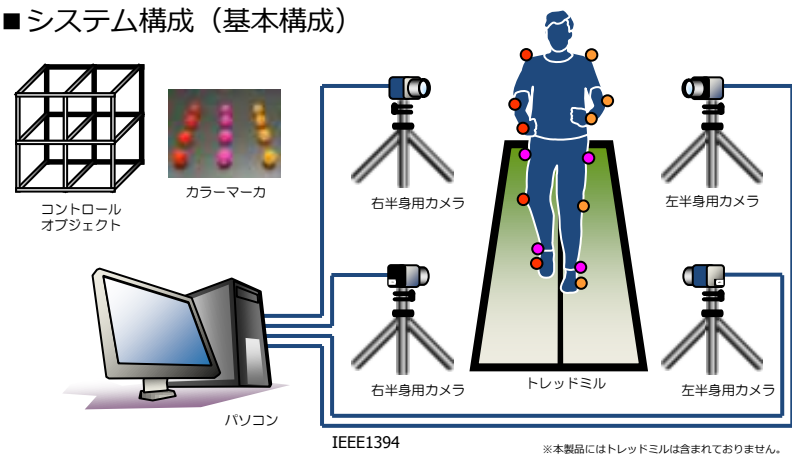 ■システム構成（基本構成）
コントロール
オブジェクト
カラーマーカ
右半身用カメラ
左半身用カメラ
パソコン
右半身用カメラ
トレッドミル
左半身用カメラ
IEEE1394
※本製品にはトレッドミルは含まれておりません。